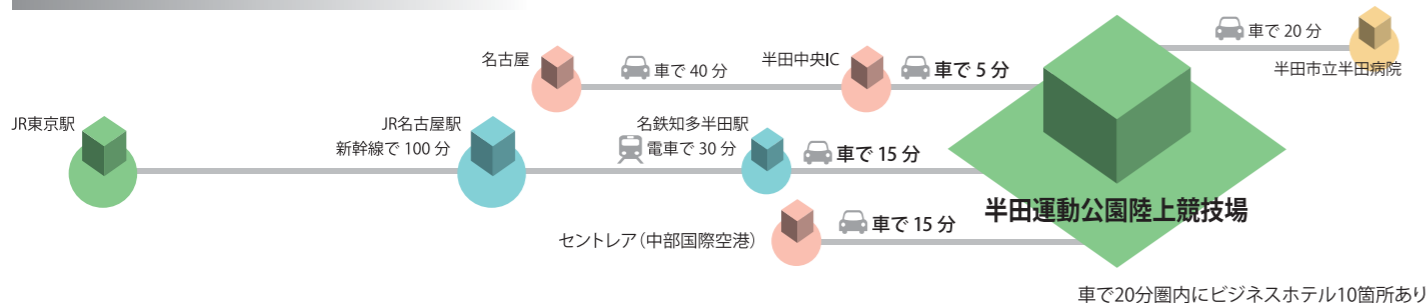 車で 20 分
半田市立半田病院
名古屋
車で 40 分
半田中央IC
車で 5 分
JR東京駅
JR名古屋駅
新幹線で 100 分
名鉄知多半田駅
電車で 30 分
車で 15 分
半田運動公園陸上競技場
セントレア（中部国際空港）
車で 15 分
車で20分圏内にビジネスホテル10箇所あり